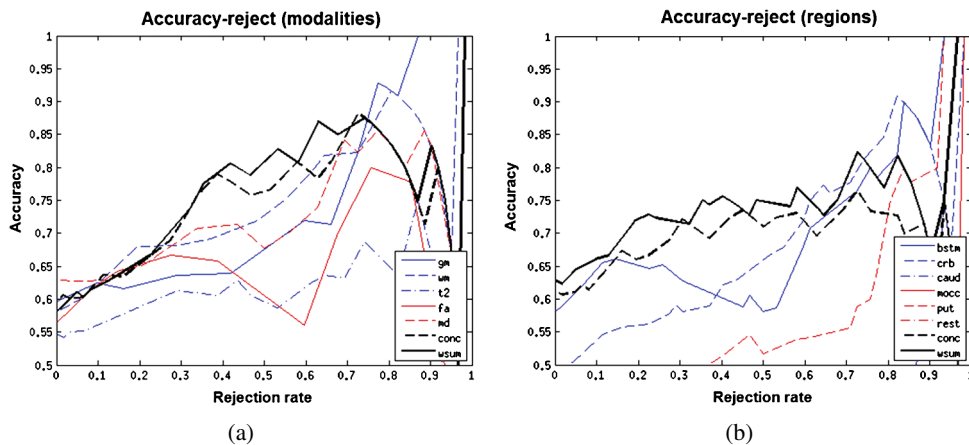 Accuracy-reject (modalities)
1
0.95
0.9
0.85
0.8
0.75
0.7
0.65
0.6
0.55
0.5
Accuracy
0
0.1
0.2
0.3
0.4
0.5
0.6
0.7
0.8
0.9
1
Rejection rate
gm
wm
t2
fa
md
conc
wsum
(a)
Accuracy-reject (regions)
1
0.95
0.9
0.85
0.8
0.75
0.7
0.65
0.6
0.55
0.5
Accuracy
0
0.1
0.2
0.3
0.4
0.5
0.6
0.7
0.8
0.9
1
Rejection rate
bstm
crb
caud
mocc
put
rest
conc
wsum
(b)